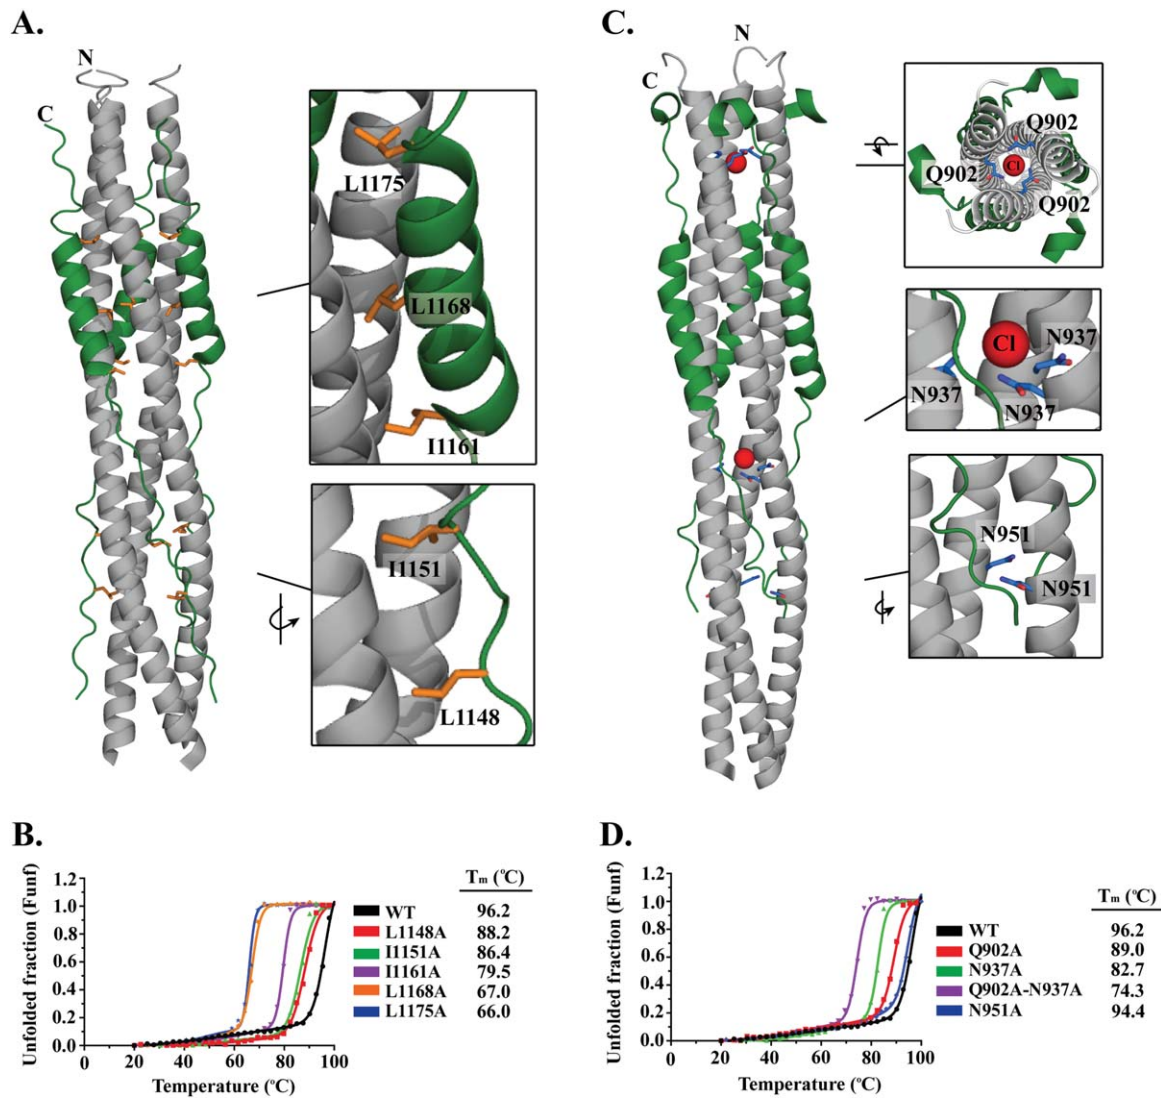 A.
N
C
L1175
L1168
I1161
I1151
L1148
C.
N
C
Q902
Q902
Cl
Q902
Cl
N937
N937
N937
N951
N951
B.
Unfolded fraction (Funf)
1.2
1.0
0.8
0.6
0.4
0.2
0.0
0 20 40 60 80 100
Temperature (ºC)
Tm (ºC)
WT 96.2
L1148A 88.2
I1151A 86.4
I1161A 79.5
L1168A 67.0
L1175A 66.0
D.
Unfolded fraction (Funf)
1.2
1.0
0.8
0.6
0.4
0.2
0.0
0 20 40 60 80 100
Temperature (ºC)
Tm (ºC)
WT 96.2
Q902A 89.0
N937A 82.7
Q902A-N937A 74.3
N951A 94.4